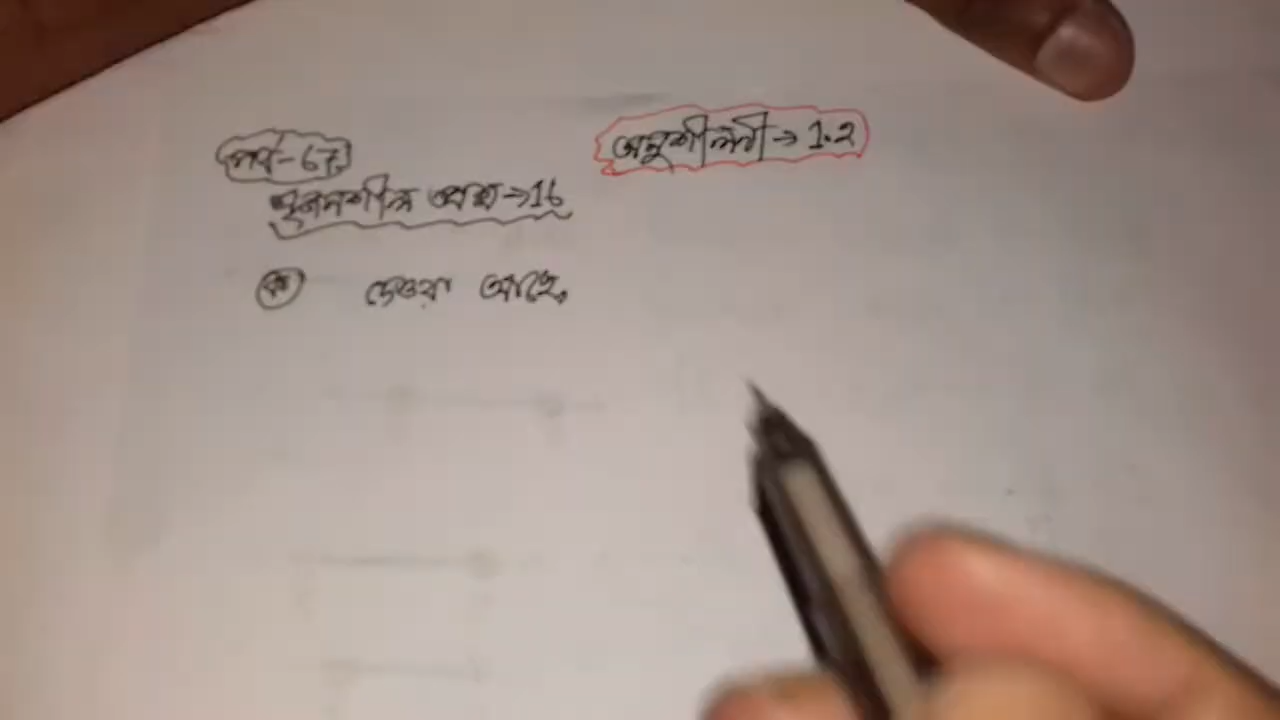 পর্ব-67
অনুশীলনী→ 1.2
সৃজনশীল প্রশ্ন→16
ক দেওয়া আছে,